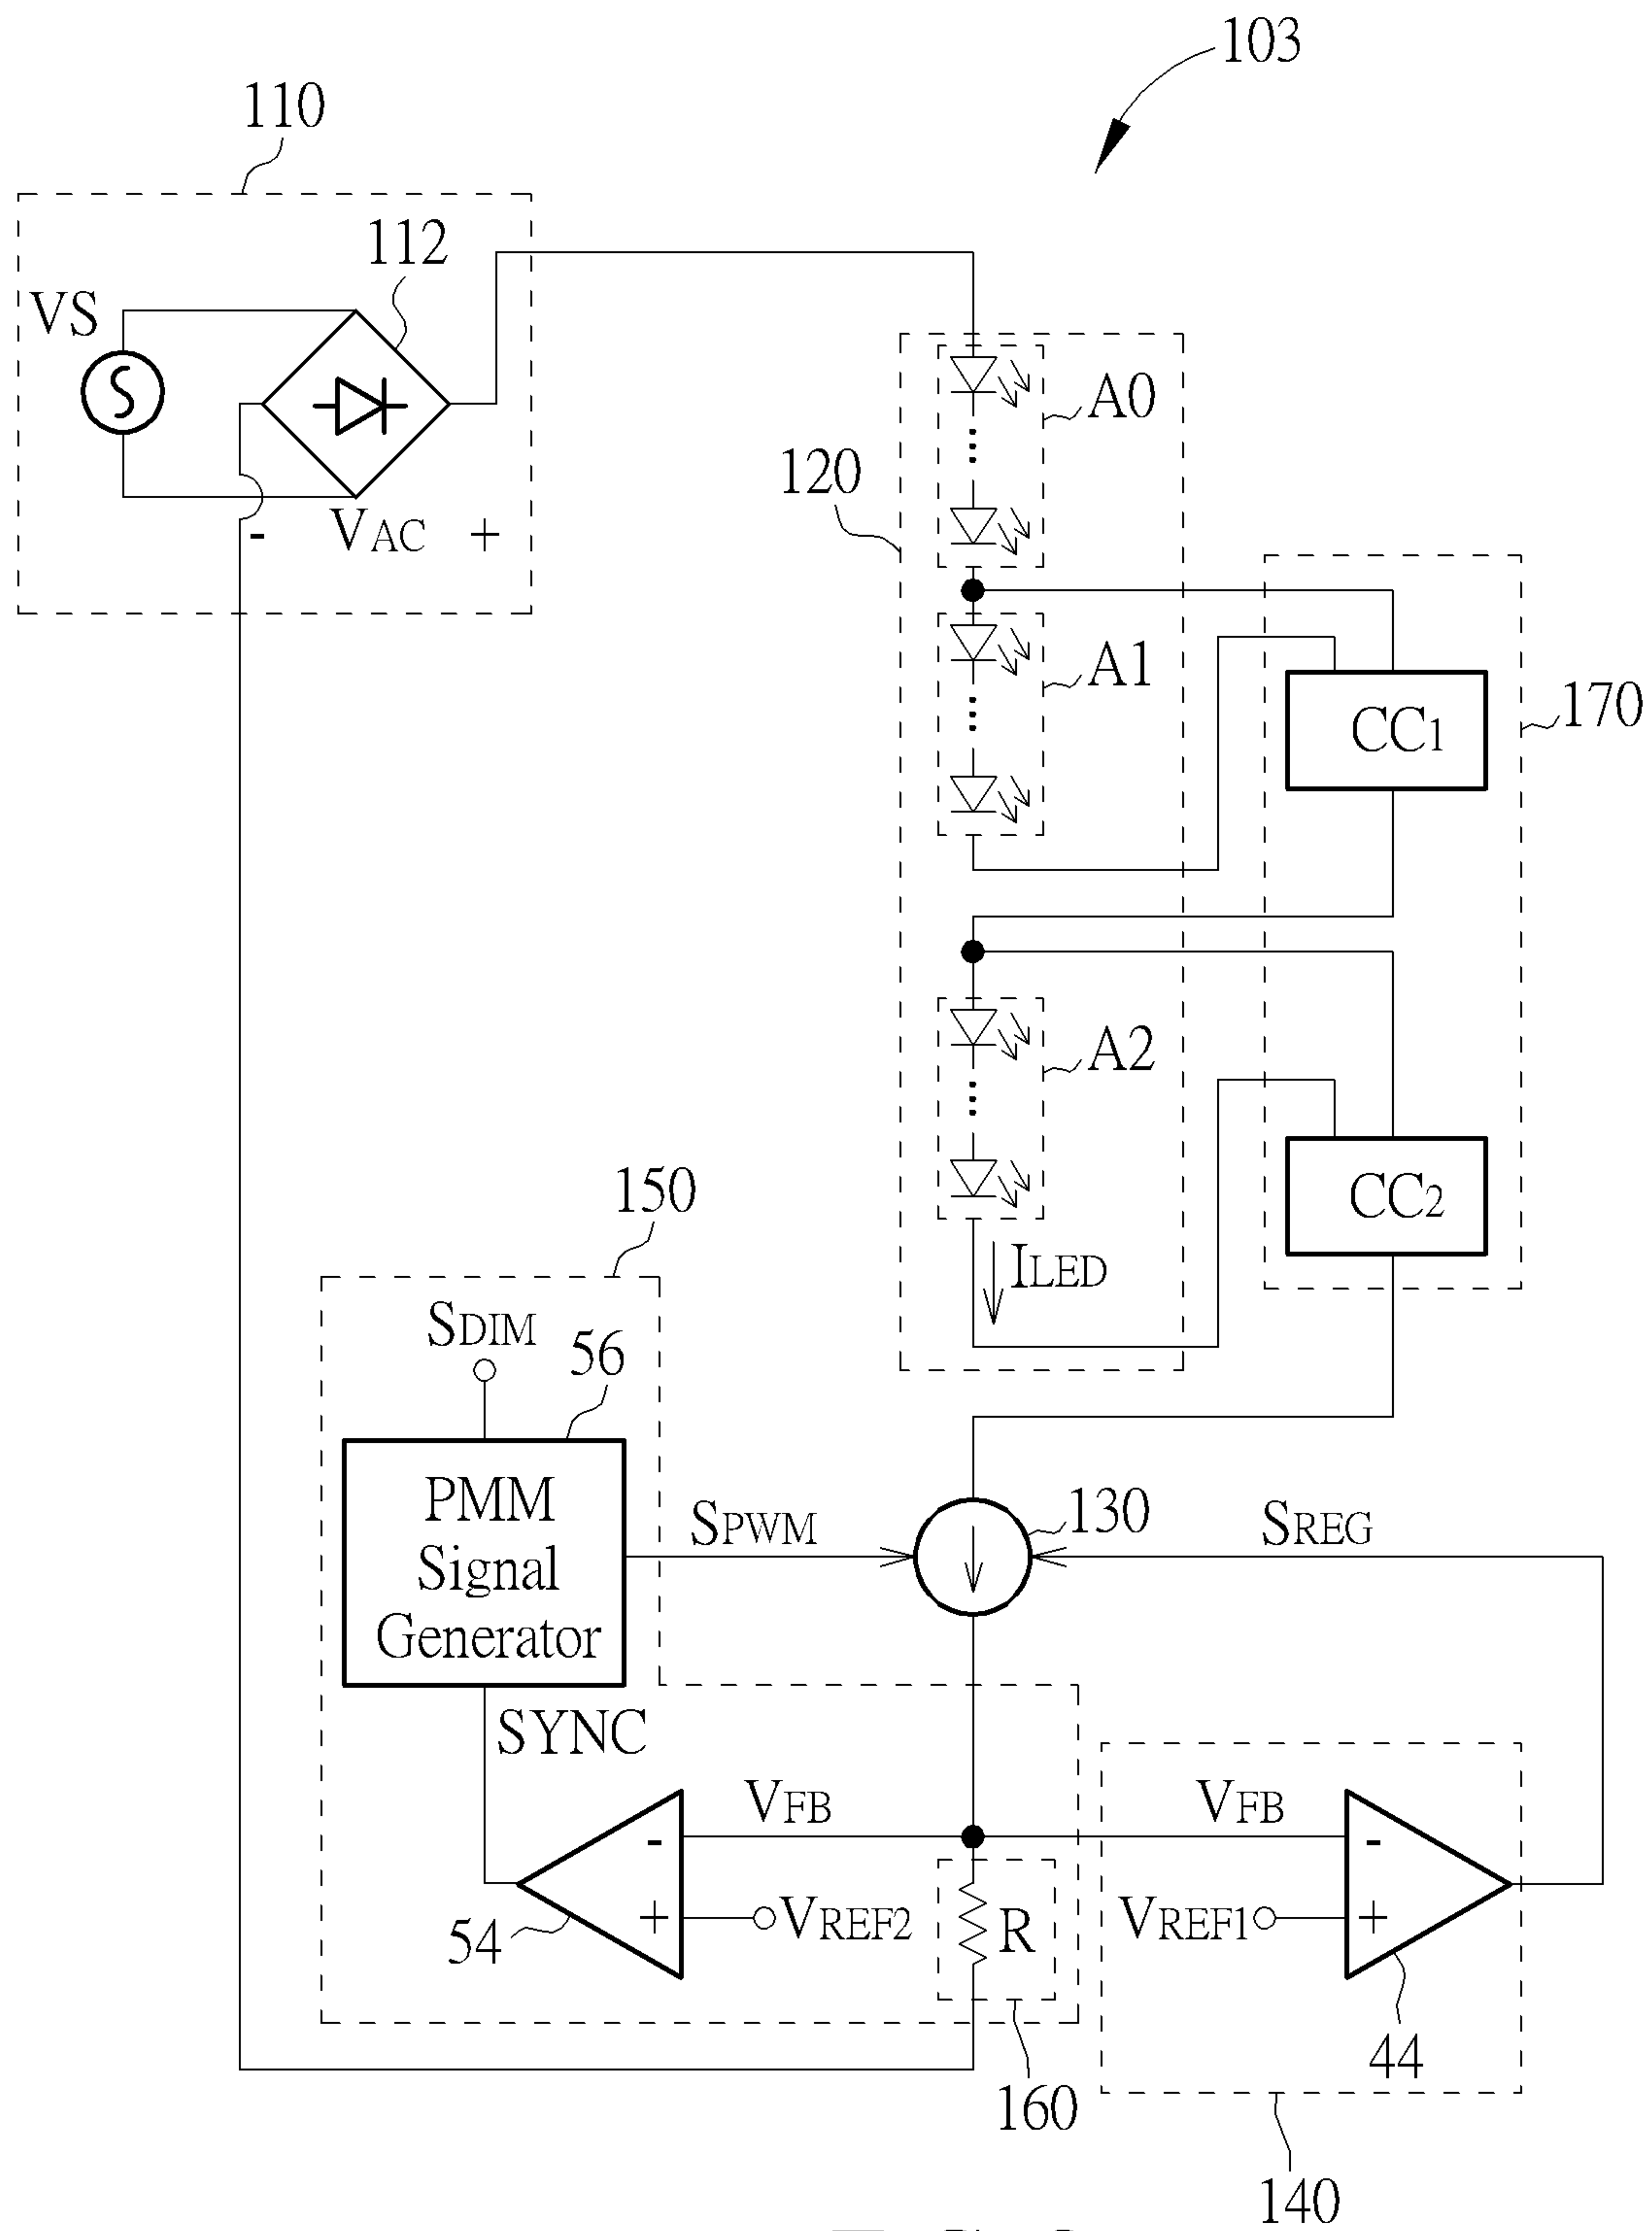 103
110
112
VS
VAC
-
+
120
A0
A1
CC1
170
A2
CC2
ILED
150
SDIM
56
PMM
Signal
Generator
SPWM
130
SREG
SYNC
VFB
VFB
-
-
+
VREF2
R
VREF1
+
54
44
160
140